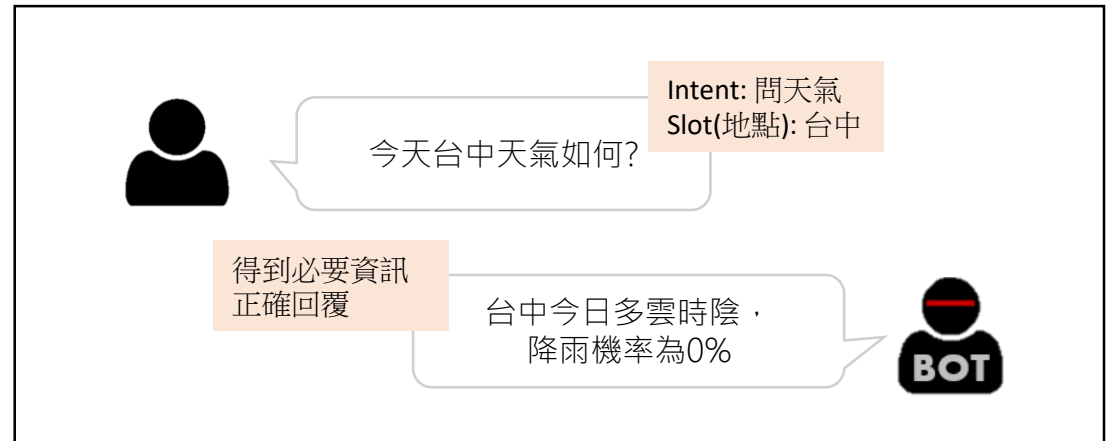 Intent: 問天氣
Slot(地點): 台中
今天台中天氣如何?
得到必要資訊
正確回覆
台中今日多雲時陰，
降雨機率為0%
BOT